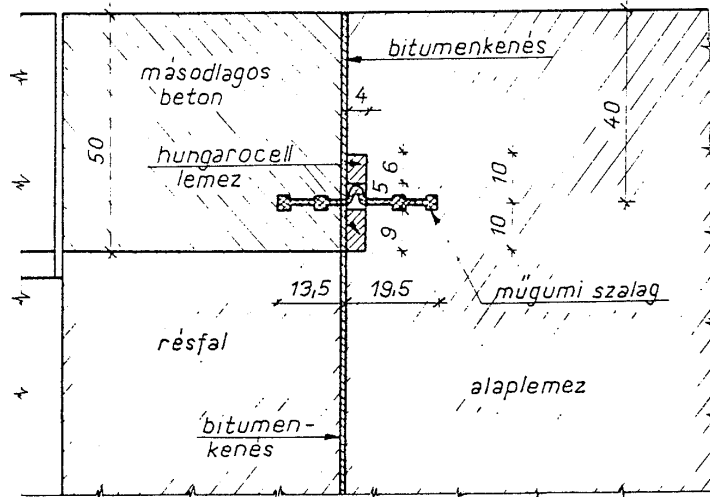 bitumenkenés
másodlagos
beton
4
40
50
hungarocell
lemez
6
5
9
10
10
13,5
19,5
műgumi szalag
résfal
alaplemez
bitumen-
kenés